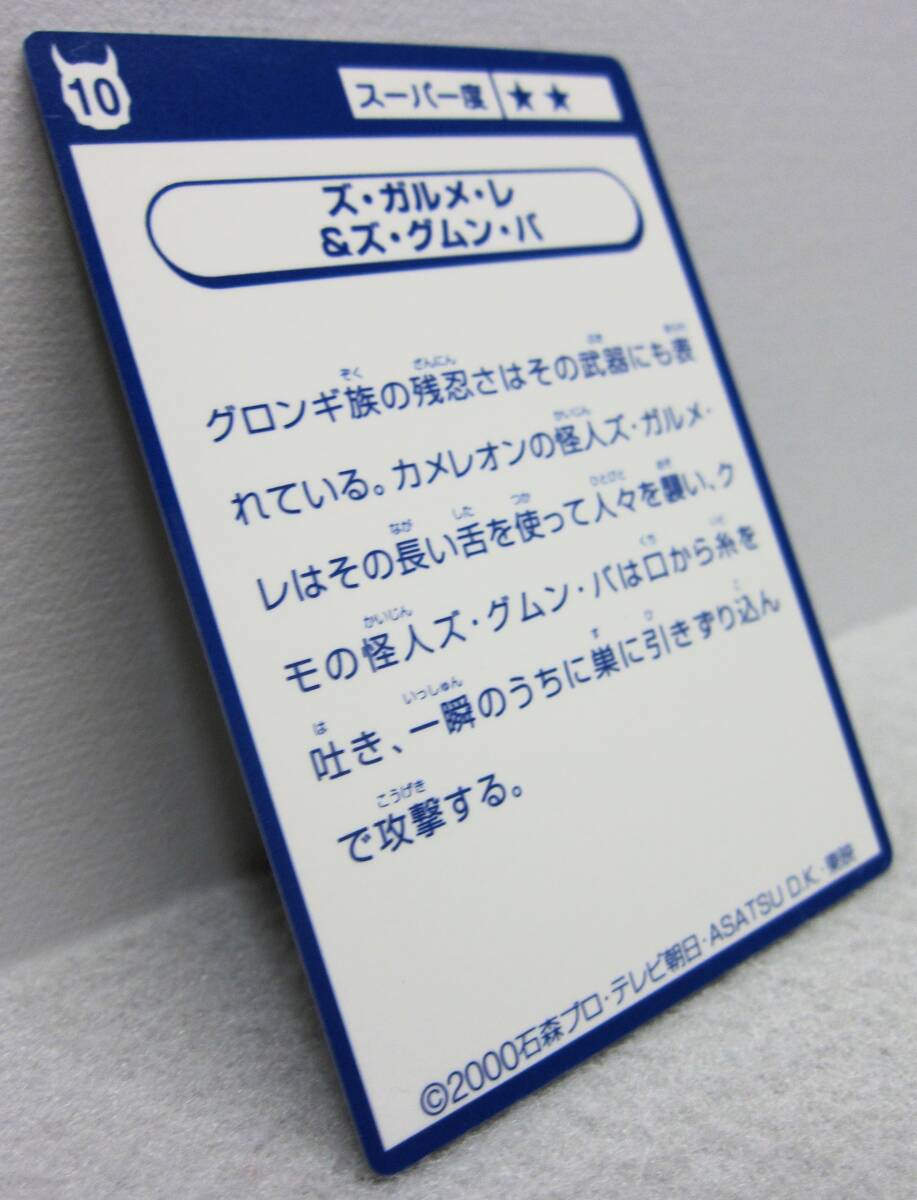 10
スーパー度 ★★
ズ・ガルメ・レ
&ズ・グムン・バ
グロンギ族の残忍さはその武器にも表
れている。カメレオンの怪人ズ・ガルメ・
レはその長い舌を使って人々を襲い、ク
モの怪人ズ・グムン・バは口から糸を
吐き、一瞬のうちに巣に引きずり込ん
で攻撃する。
©2000石森プロ・テレビ朝日・ASATSU D.K.・東映